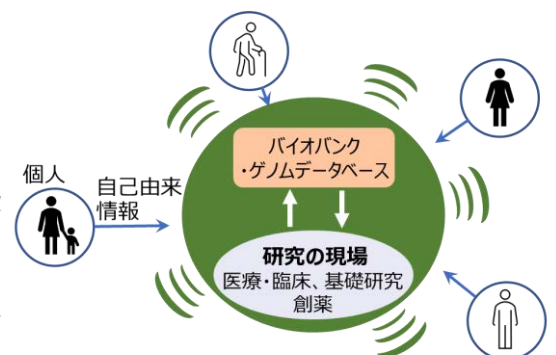 バイオバンク
・ゲノムデータベース
個人
自己由来
情報
研究の現場
医療・臨床、基礎研究
創薬